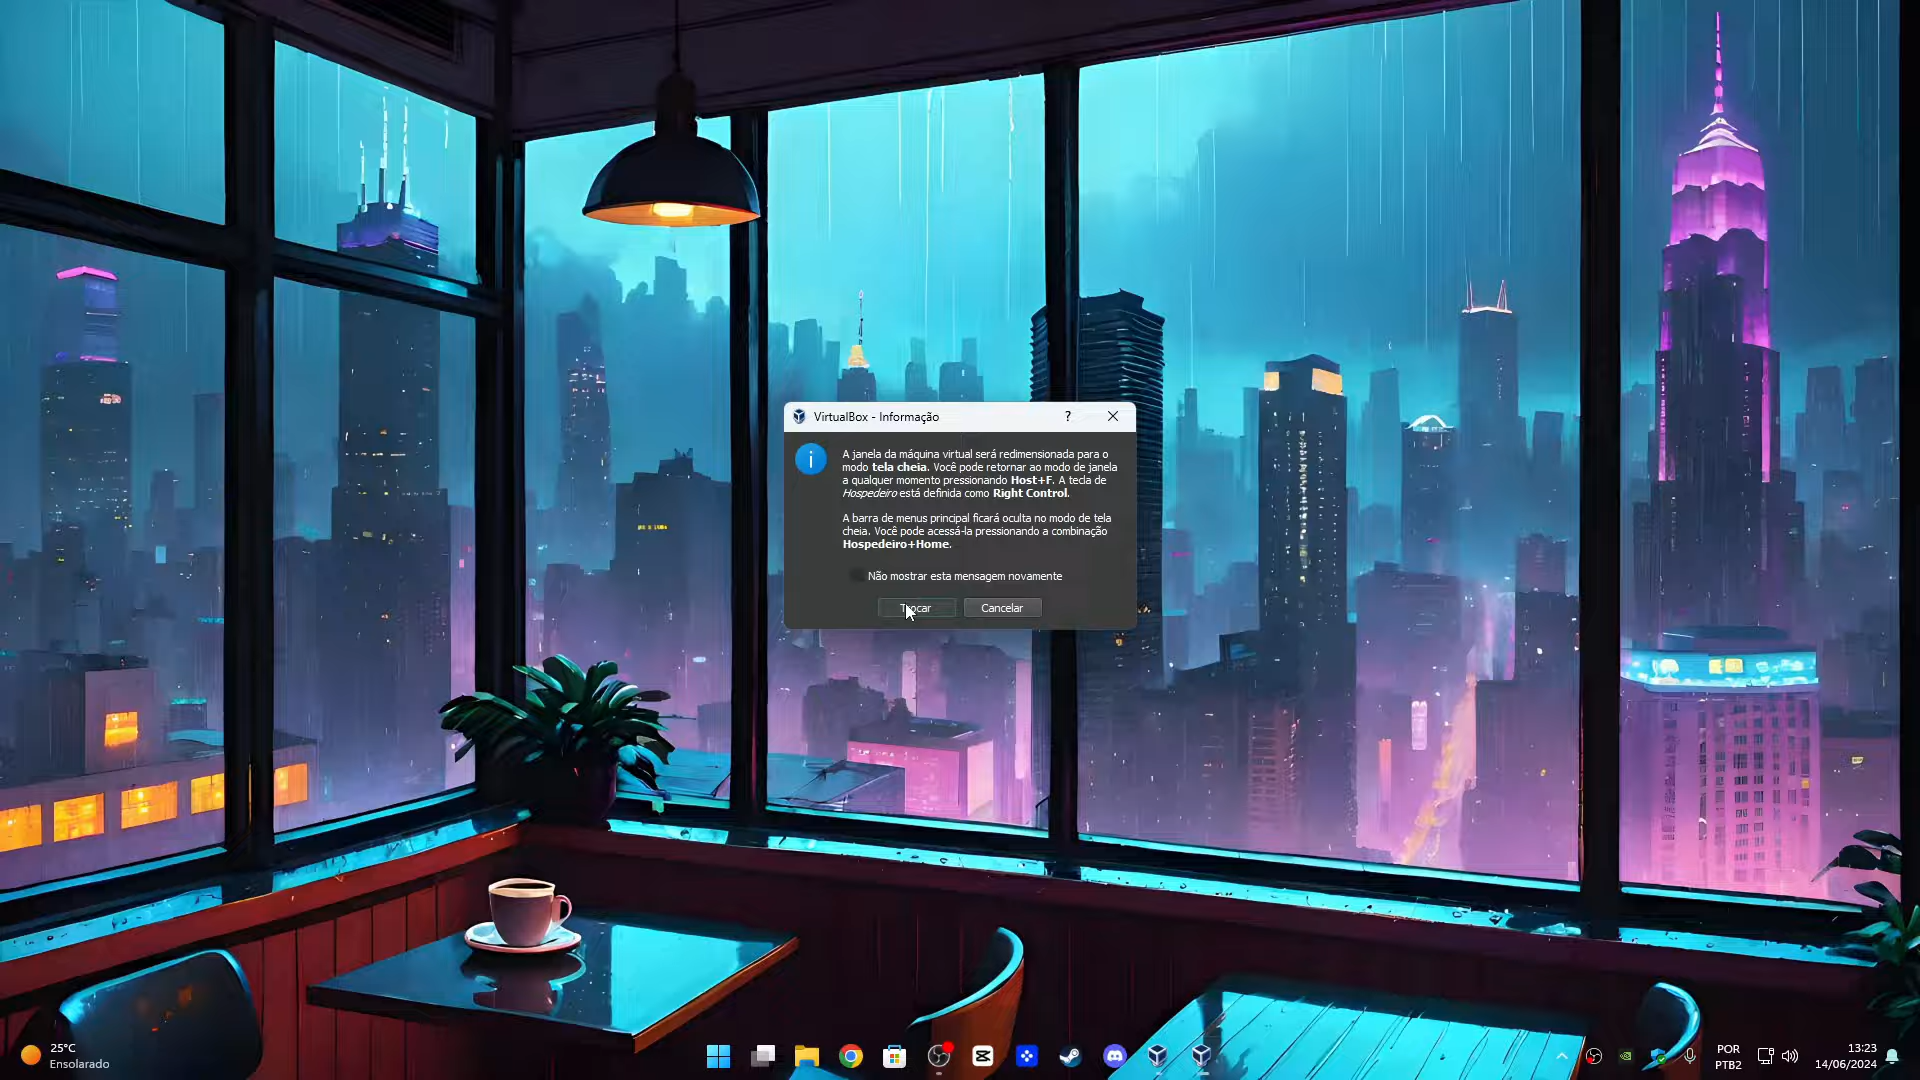 VirtualBox - Informação
?
A janela da máquina virtual será redimensionada para o
modo tela cheia. Você pode retornar ao modo de janela
a qualquer momento pressionando Host+F. A tecla de
Hospedeiro está definida como Right Control.
A barra de menus principal ficará oculta no modo de tela
cheia. Você pode acessá-la pressionando a combinação
Hospedeiro+Home.
Não mostrar esta mensagem novamente
Trocar
Cancelar
25°C
Ensolarado
POR
PTB2
13:23
14/06/2024